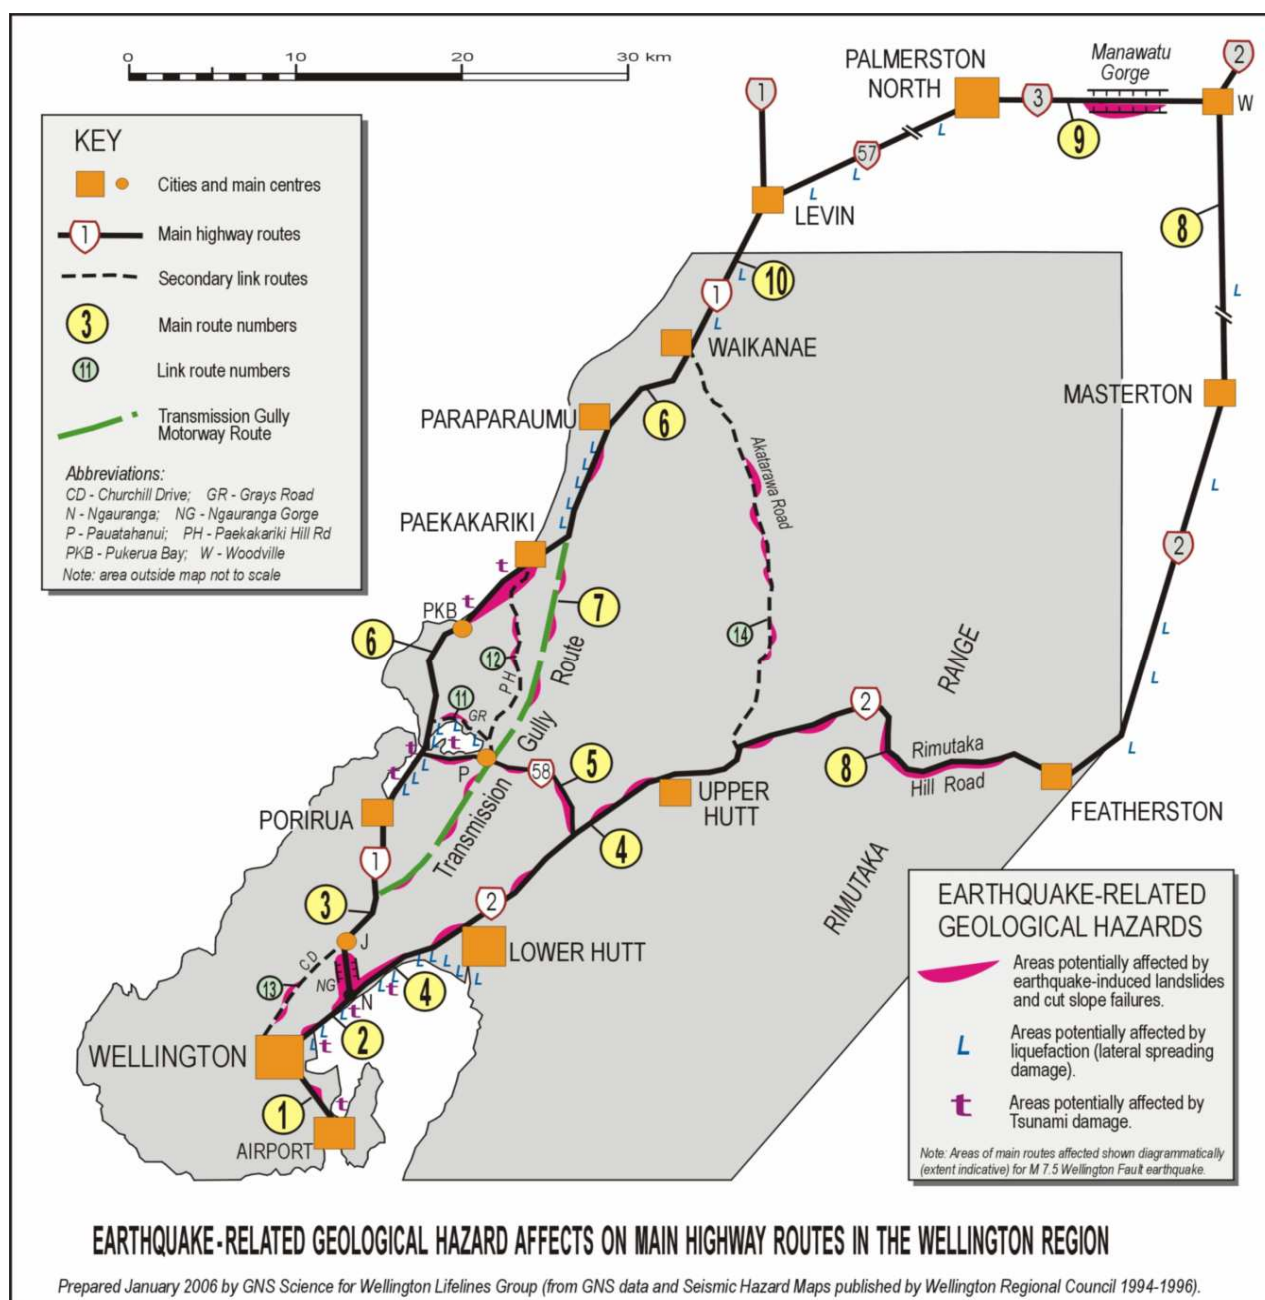 0 10 20 30 km
KEY
Cities and main centres
1 Main highway routes
Secondary link routes
3 Main route numbers
11 Link route numbers
Transmission Gully
Motorway Route
Abbreviations:
CD - Churchill Drive; GR - Grays Road
N - Ngauranga; NG - Ngauranga Gorge
P - Pauatahanui; PH - Paekakariki Hill Rd
PKB - Pukerua Bay; W - Woodville
Note: area outside map not to scale
PALMERSTON
NORTH
Manawatu
Gorge
2
W
3
9
1
57
L
L
L
LEVIN
8
L
10
L
1
L
WAIKANAE
MASTERTON
6
PARAPARAUMU
L
L
L
L
L
L
Akatarawa Road
L
PAEKAKARIKI
2
t
t
PKB
7
L
6
12
PH
Route
14
RANGE
L
11
GR
L
L
L
L
t
t
t
L
L
L
L
Gully
P
58
5
2
8
Rimutaka
Hill Road
L
FEATHERSTON
PORIRUA
Transmission
UPPER
HUTT
4
1
3
2
RIMUTAKA
J
LOWER HUTT
CD
NG
13
N
L
L
L
L
L
L
L
t
4
t
L
L
L
t
2
WELLINGTON
1
t
AIRPORT
EARTHQUAKE-RELATED
GEOLOGICAL HAZARDS
Areas potentially affected by
earthquake-induced landslides
and cut slope failures.
L Areas potentially affected by
liquefaction (lateral spreading
damage).
t Areas potentially affected by
Tsunami damage.
Note: Areas of main routes affected shown diagrammatically
(extent indicative) for M 7.5 Wellington Fault earthquake.
EARTHQUAKE-RELATED GEOLOGICAL HAZARD AFFECTS ON MAIN HIGHWAY ROUTES IN THE WELLINGTON REGION
Prepared January 2006 by GNS Science for Wellington Lifelines Group (from GNS data and Seismic Hazard Maps published by Wellington Regional Council 1994-1996).